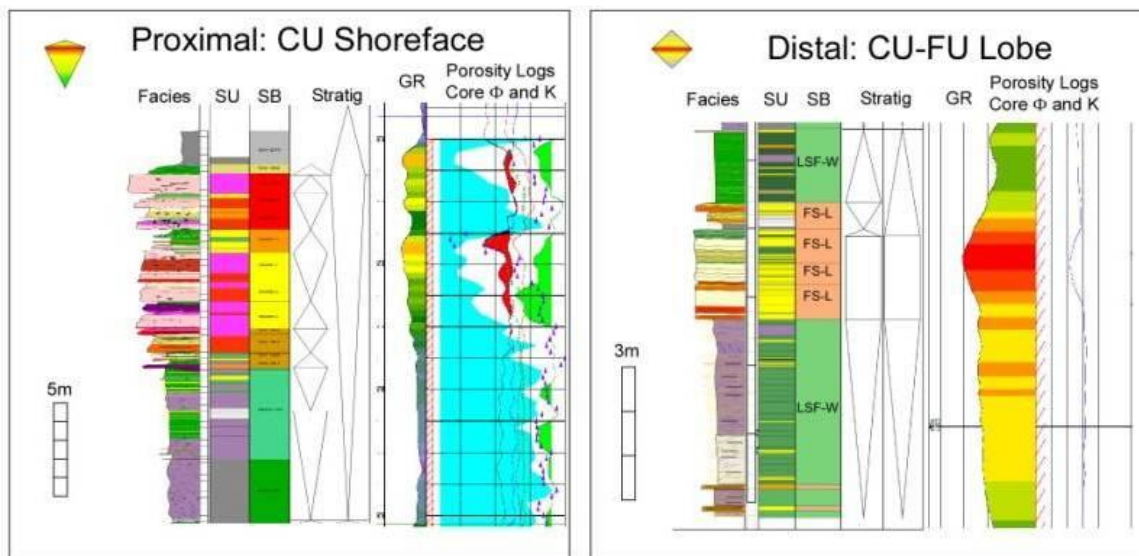 Proximal: CU Shoreface
Facies SU SB Stratig GR Porosity Logs
Core Φ and K
5m
Distal: CU-FU Lobe
Facies SU SB Stratig GR Porosity Logs
Core Φ and K
LSF-W
FS-L
FS-L
FS-L
FS-L
LSF-W
3m